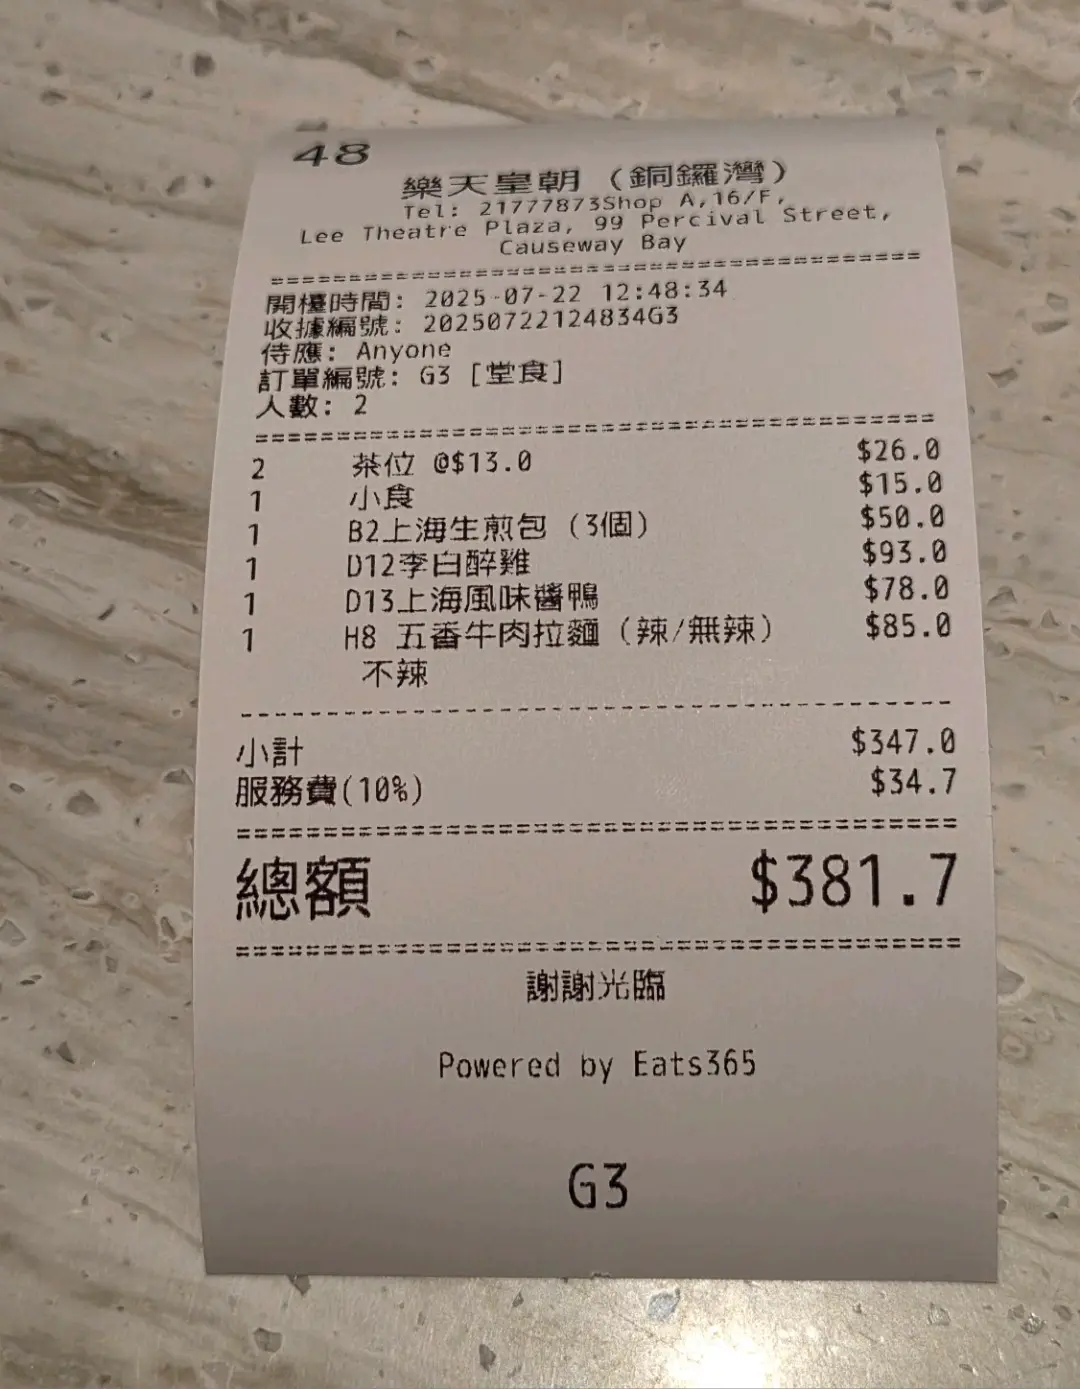 48
樂天皇朝 (銅鑼灣)
Tel: 21777873Shop A,16/F,
Lee Theatre Plaza, 99 Percival Street,
Causeway Bay
開檯時間: 2025-07-22 12:48:34
收據編號: 20250722124834G3
侍應: Anyone
訂單編號: G3 [堂食]
人數: 2
2 茶位 @$13.0 $26.0
1 小食 $15.0
1 B2上海生煎包 (3個) $50.0
1 D12李白醉雞 $93.0
1 D13上海風味醬鴨 $78.0
1 H8 五香牛肉拉麵 (辣/無辣) $85.0
不辣
小計 $347.0
服務費(10%) $34.7
總額 $381.7
謝謝光臨
Powered by Eats365
G3